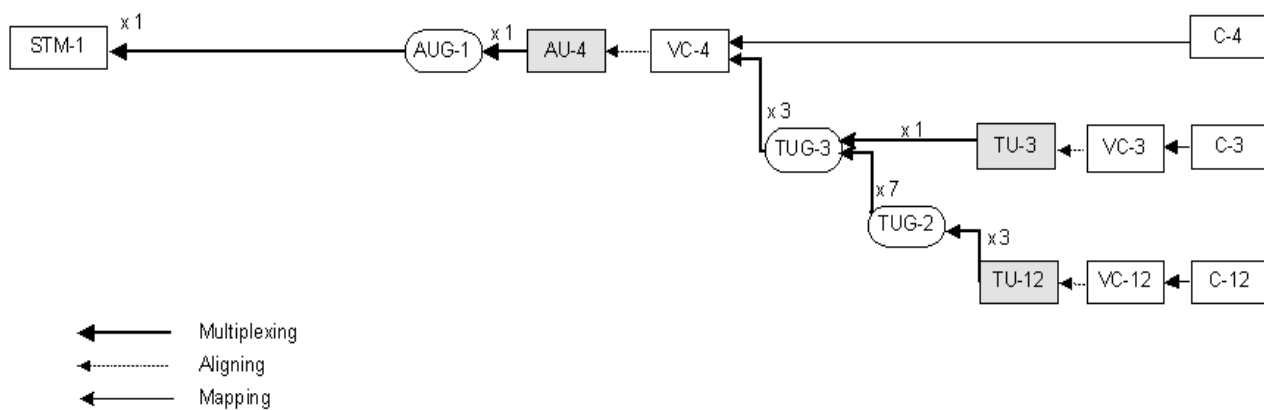 x 1
STM-1
AUG-1
x 1
AU-4
VC-4
C-4
x 3
TUG-3
x 1
TU-3
VC-3
C-3
x 7
TUG-2
x 3
TU-12
VC-12
C-12
Multiplexing
Aligning
Mapping